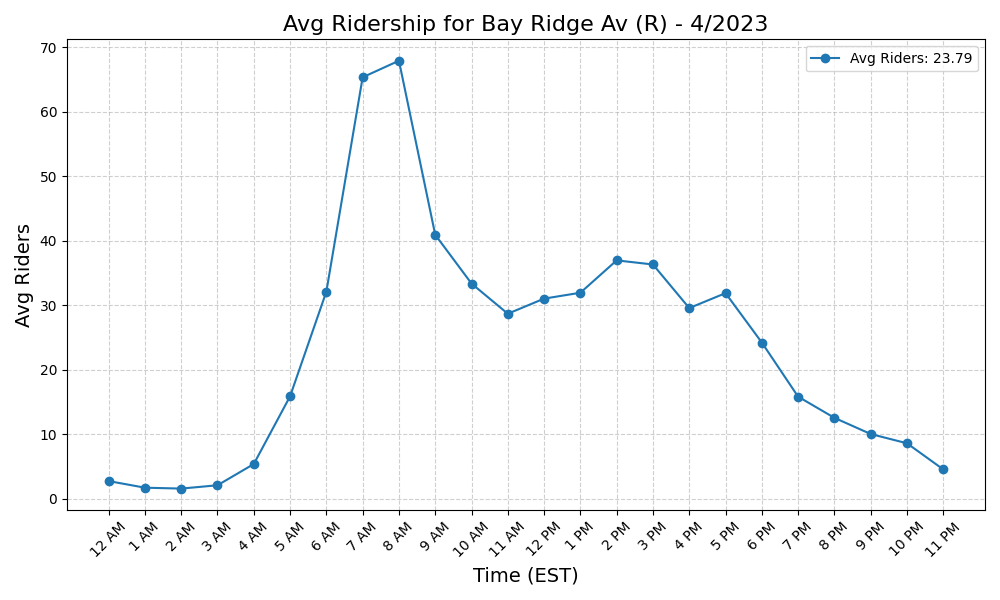 Avg Ridership for Bay Ridge Av (R) - 4/2023
Avg Riders: 23.79
Avg Riders
70
60
50
40
30
20
10
0
12 AM
1 AM
2 AM
3 AM
4 AM
5 AM
6 AM
7 AM
8 AM
9 AM
10 AM
11 AM
12 PM
1 PM
2 PM
3 PM
4 PM
5 PM
6 PM
7 PM
8 PM
9 PM
10 PM
11 PM
Time (EST)